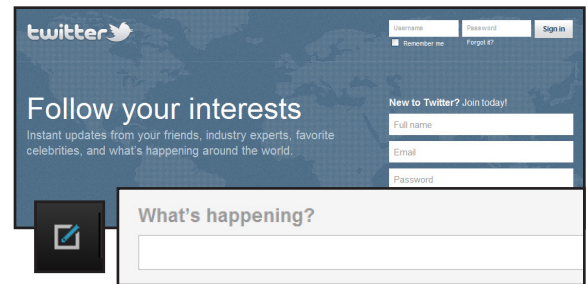 twitter
Username Password Sign in
Remember me Forgot it?
Follow your interests
Instant updates from your friends, industry experts, favorite
celebrities, and what's happening around the world.
New to Twitter? Join today!
Full name
Email
Password
What's happening?